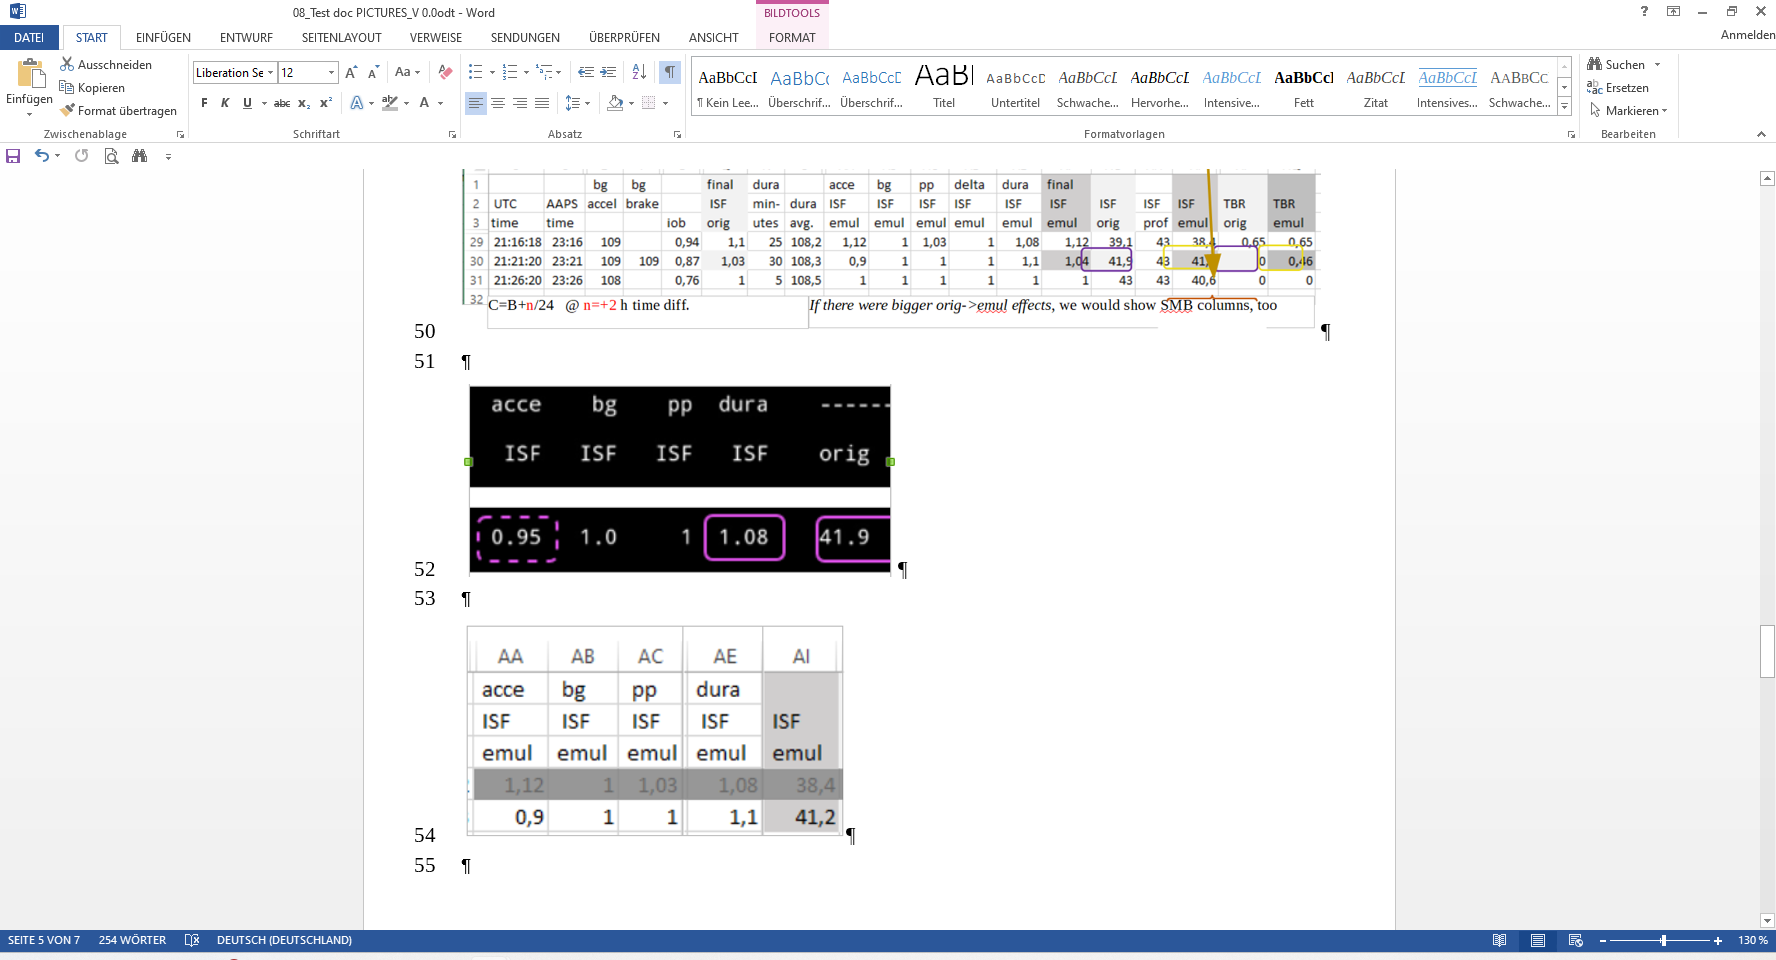 08_Test doc PICTURES_V 0.0odt - Word
BILDTOOLS
?
Anmelden
DATEI START EINFÜGEN ENTWURF SEITENLAYOUT VERWEISE SENDUNGEN ÜBERPRÜFEN ANSICHT FORMAT
Einfügen
Ausschneiden
Kopieren
Format übertragen
Zwischenablage
Liberation Se 12
F K U abc x₂ x²
Schriftart
Absatz
AaBbCcI AaBbCc AaBbCcD AaBl AaBbCcD AaBbCcL AaBbCcL AaBbCcL AaBbCcl AaBbCcL AaBbCcL AABBCC
¶ Kein Lee... Überschrif... Überschrif... Titel Untertitel Schwache... Hervorhe... Intensive... Fett Zitat Intensives... Schwache...
Formatvorlagen
Suchen
Ersetzen
Markieren
Bearbeiten
1 bg bg final dura acce bg pp delta dura final
2 UTC AAPS accel brake ISF min- dura ISF ISF ISF ISF ISF ISF ISF ISF ISF TBR TBR
3 time time iob orig utes avg. emul emul emul emul emul emul orig prof emul orig emul
29 21:16:18 23:16 109 0,94 1,1 25 108,2 1,12 1 1,03 1 1,08 1,12 39,1 43 38,4 0,65 0,65
30 21:21:20 23:21 109 109 0,87 1,03 30 108,3 0,9 1 1 1 1,1 1,04 41,9 43 41, 0 0,46
31 21:26:20 23:26 108 0,76 1 5 108,5 1 1 1 1 1 1 43 43 40,6 0 0
32 C=B+n/24 @ n=+2 h time diff. If there were bigger orig->emul effects, we would show SMB columns, too
50 ¶
51 ¶
acce bg pp dura ------
ISF ISF ISF ISF orig
0.95 1.0 1 1.08 41.9
52 ¶
53 ¶
AA AB AC AE AI
acce bg pp dura
ISF ISF ISF ISF ISF
emul emul emul emul emul
1,12 1 1,03 1,08 38,4
0,9 1 1 1,1 41,2
54 ¶
55 ¶
SEITE 5 VON 7 254 WÖRTER DEUTSCH (DEUTSCHLAND) 130 %